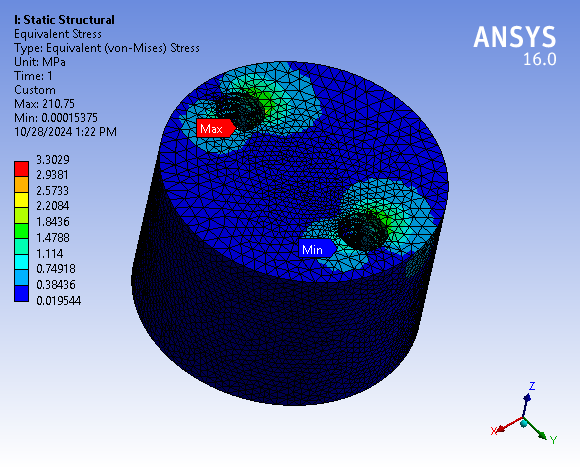 I: Static Structural
Equivalent Stress
Type: Equivalent (von-Mises) Stress
Unit: MPa
Time: 1
Custom
Max: 210.75
Min: 0.00015375
10/28/2024 1:22 PM
ANSYS
16.0
3.3029
2.9381
2.5733
2.2084
1.8436
1.4788
1.114
0.74918
0.38436
0.019544
Max
Min
Z
X
Y